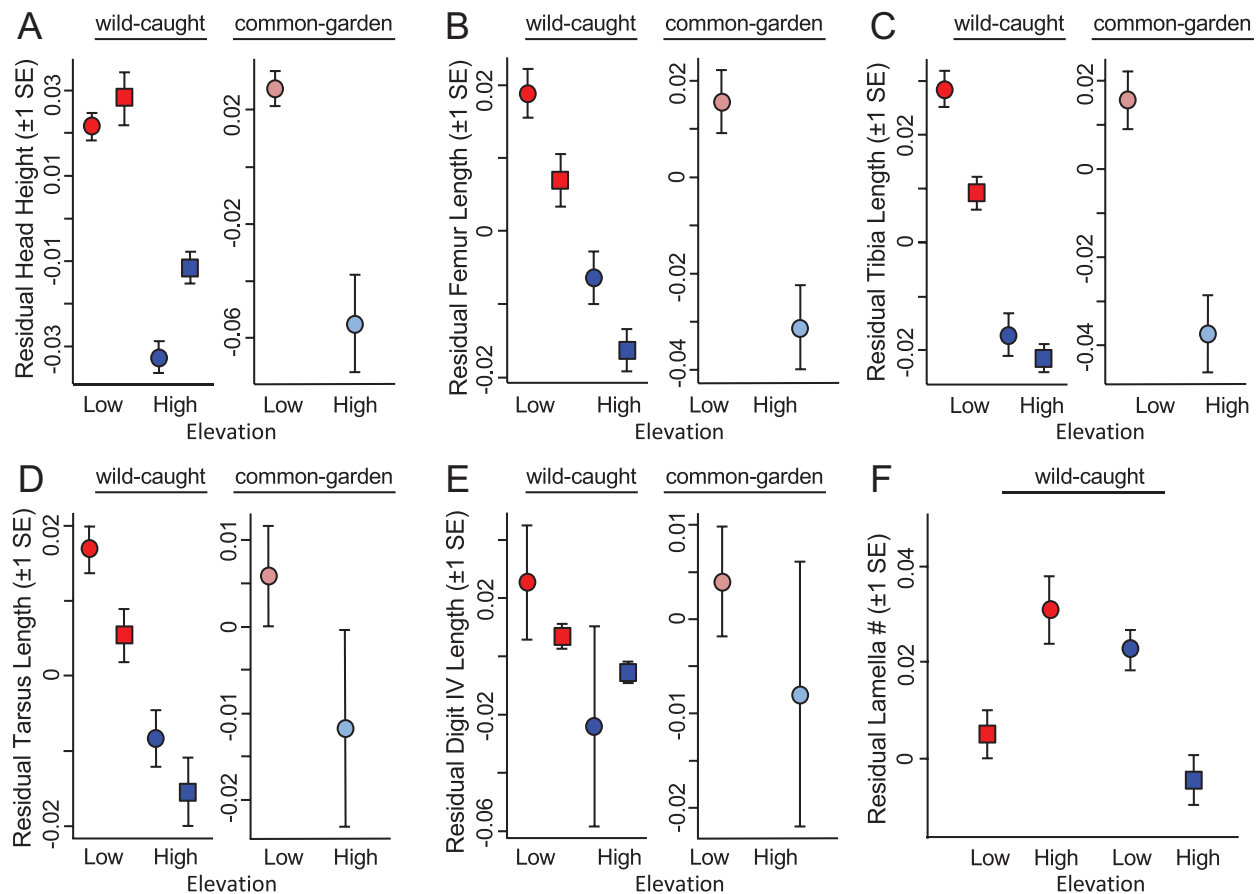 A wild-caught common-garden
Residual Head Height (±1 SE)
0.03
0.01
-0.01
-0.03
0.02
-0.02
-0.06
Low High Low High
Elevation
B wild-caught common-garden
Residual Femur Length (±1 SE)
0.02
0
-0.02
0.02
0
-0.02
-0.04
Low High Low High
Elevation
C wild-caught common-garden
Residual Tibia Length (±1 SE)
0.02
0
-0.02
0.02
0
-0.02
-0.04
Low High Low High
Elevation
D wild-caught common-garden
Residual Tarsus Length (±1 SE)
0.02
0
-0.02
0.01
0
-0.01
-0.02
Low High Low High
Elevation
E wild-caught common-garden
Residual Digit IV Length (±1 SE)
0.02
-0.02
-0.06
0.01
0
-0.01
-0.02
Low High Low High
Elevation
F wild-caught
Residual Lamella # (±1 SE)
0.04
0.02
0
Low High Low High
Elevation